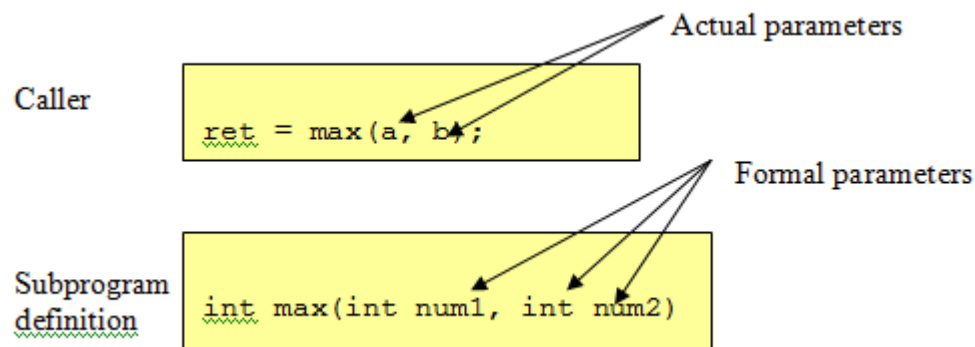 Actual parameters
Caller
ret = max(a, b);
Formal parameters
Subprogram
definition
int max(int num1, int num2)